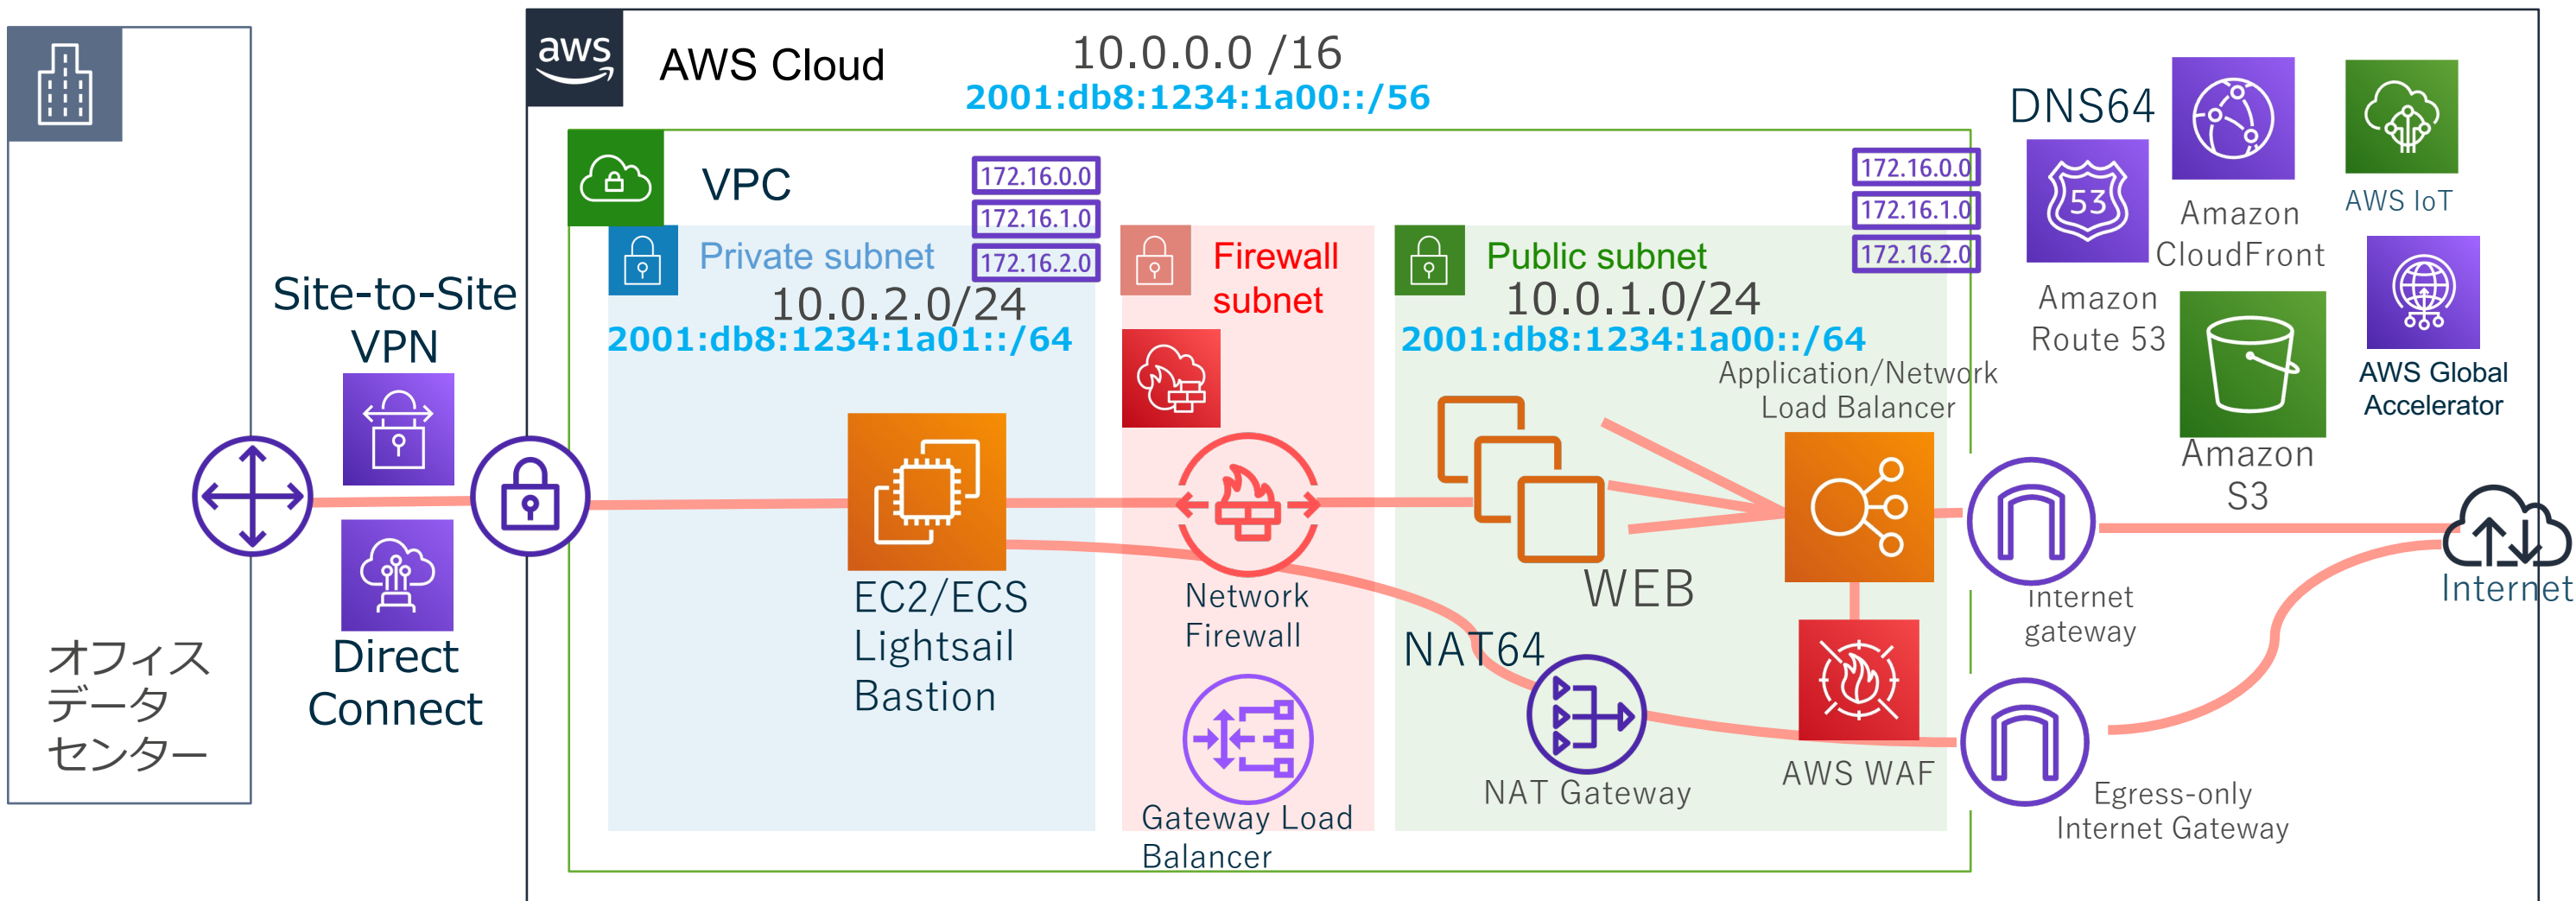 aws
AWS Cloud
10.0.0.0 /16
2001:db8:1234:1a00::/56
VPC
172.16.0.0
172.16.1.0
172.16.2.0
172.16.0.0
172.16.1.0
172.16.2.0
Private subnet
10.0.2.0/24
2001:db8:1234:1a01::/64
Firewall
subnet
Public subnet
10.0.1.0/24
2001:db8:1234:1a00::/64
DNS64
53
Amazon
Route 53
Amazon
CloudFront
AWS IoT
AWS Global
Accelerator
Amazon
S3
Site-to-Site
VPN
Direct
Connect
オフィス
データ
センター
EC2/ECS
Lightsail
Bastion
Network
Firewall
Gateway Load
Balancer
Application/Network
Load Balancer
WEB
NAT64
NAT Gateway
AWS WAF
Internet
gateway
Egress-only
Internet Gateway
Internet